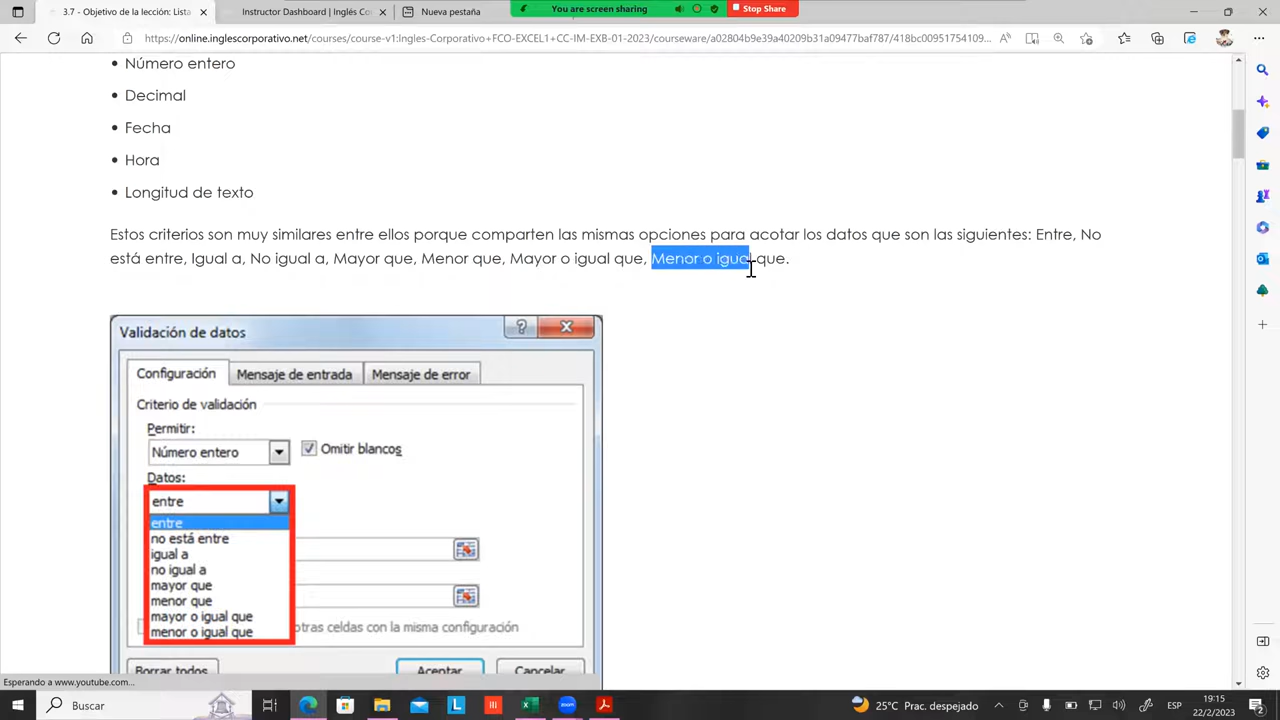 3.7 - Objetivo de la lección: Lista
Instructor Dashboard | Inglés Co
Nueva pestaña
You are screen sharing
Stop Share
https://online.inglescorporativo.net/courses/course-v1:Ingles-Corporativo+FCO-EXCEL1+CC-IM-EXB-01-2023/courseware/a02804b9e39a40209b31a09477baf787/418bc00951754109...
• Número entero
• Decimal
• Fecha
• Hora
• Longitud de texto
Estos criterios son muy similares entre ellos porque comparten las mismas opciones para acotar los datos que son las siguientes: Entre, No
está entre, Igual a, No igual a, Mayor que, Menor que, Mayor o igual que, Menor o igual que.
Validación de datos
Configuración
Mensaje de entrada
Mensaje de error
Criterio de validación
Permitir:
Número entero
Omitir blancos
Datos:
entre
entre
no está entre
igual a
no igual a
mayor que
menor que
mayor o igual que
menor o igual que
otras celdas con la misma configuración
Borrar todos
Aceptar
Cancelar
Esperando a www.youtube.com...
Buscar
25°C Prac. despejado
ESP
19:15
22/2/2023